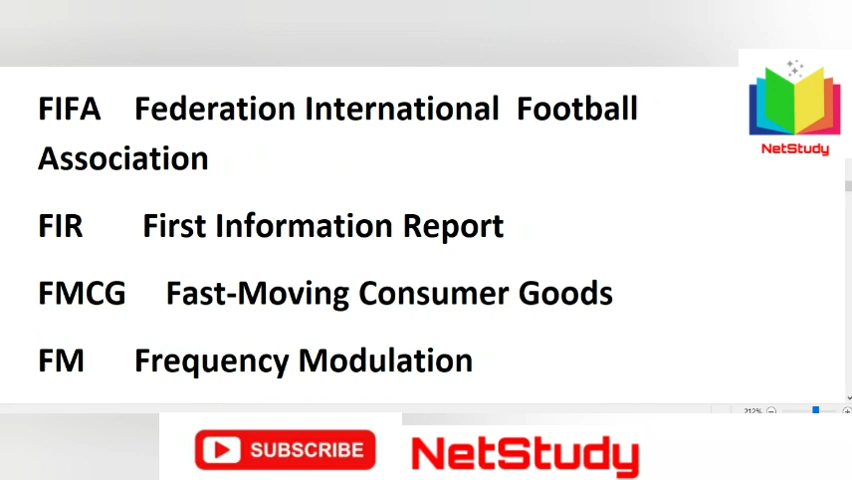 FIFA Federation International Football
Association
NetStudy
FIR First Information Report
FMCG Fast-Moving Consumer Goods
FM Frequency Modulation
212%
SUBSCRIBE NetStudy